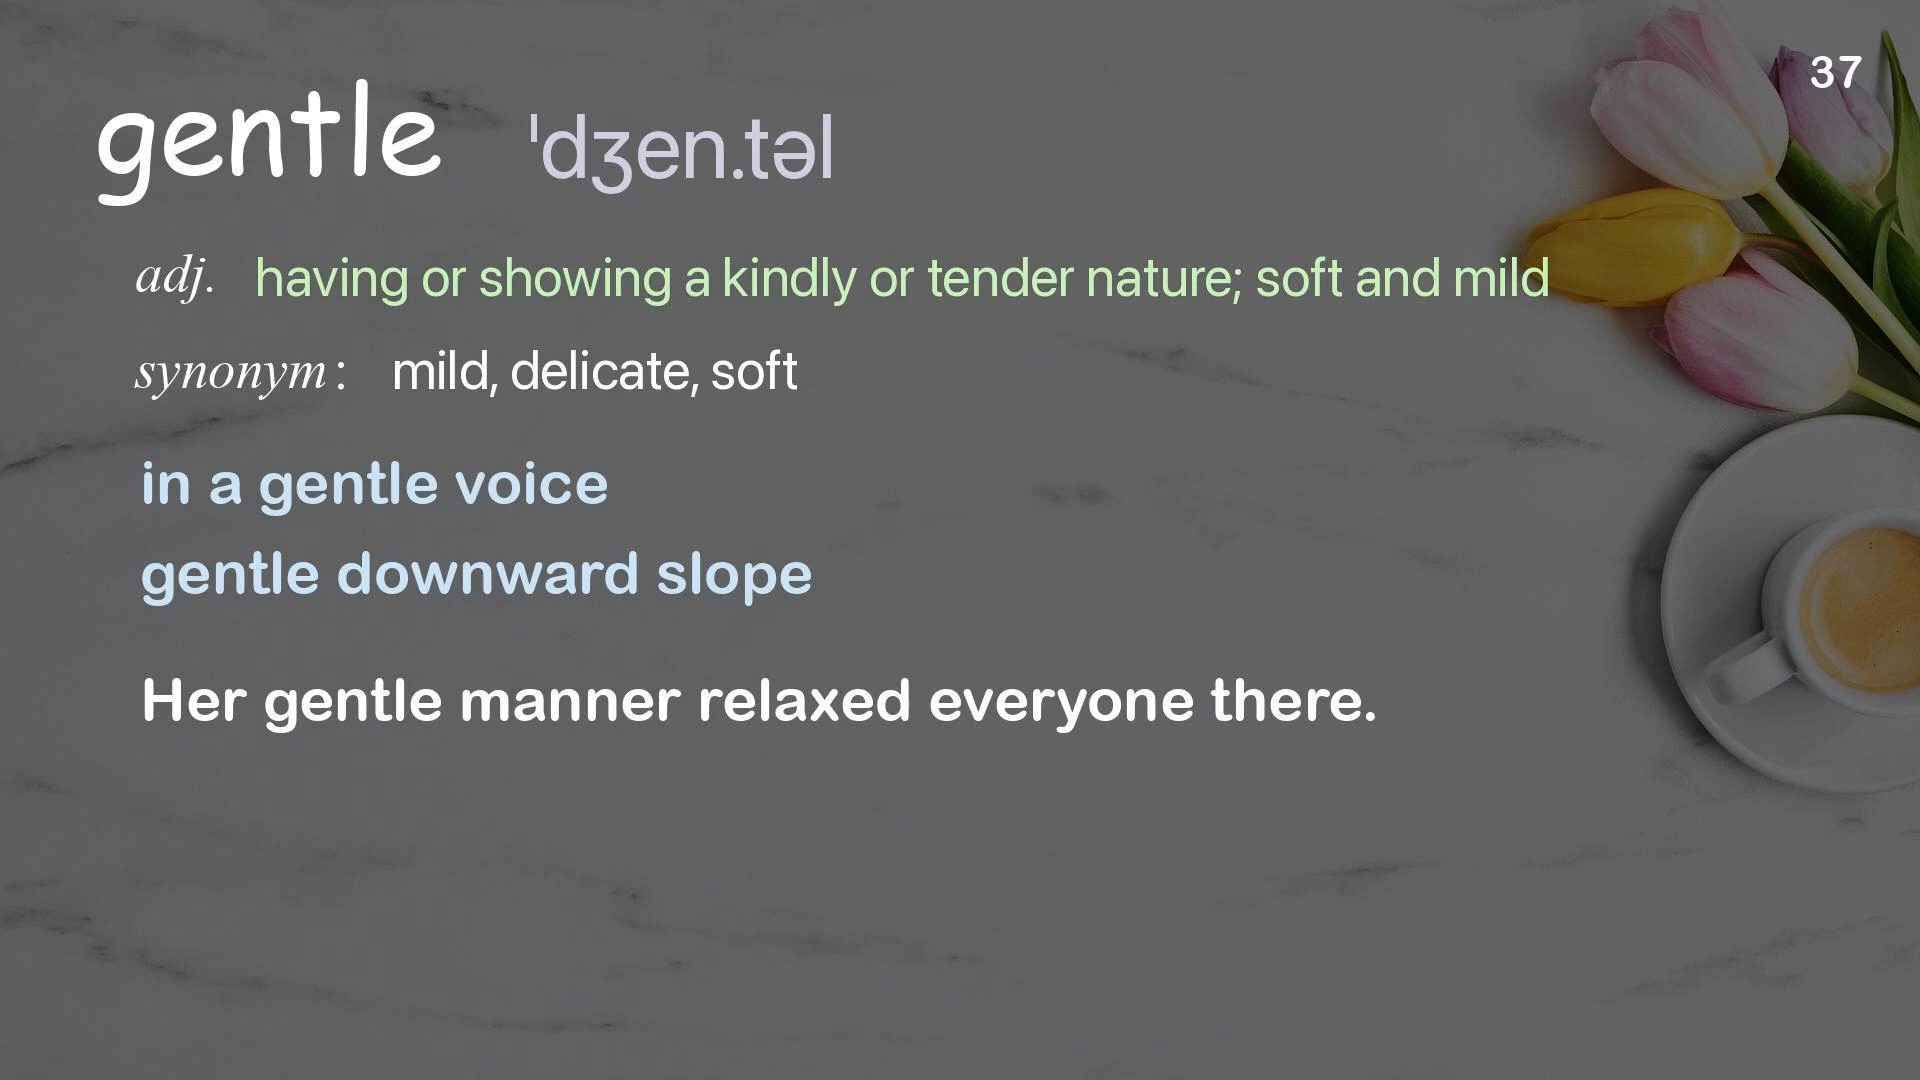 37
gentle ˈdʒen.təl
adj. having or showing a kindly or tender nature; soft and mild
synonym: mild, delicate, soft
in a gentle voice
gentle downward slope
Her gentle manner relaxed everyone there.